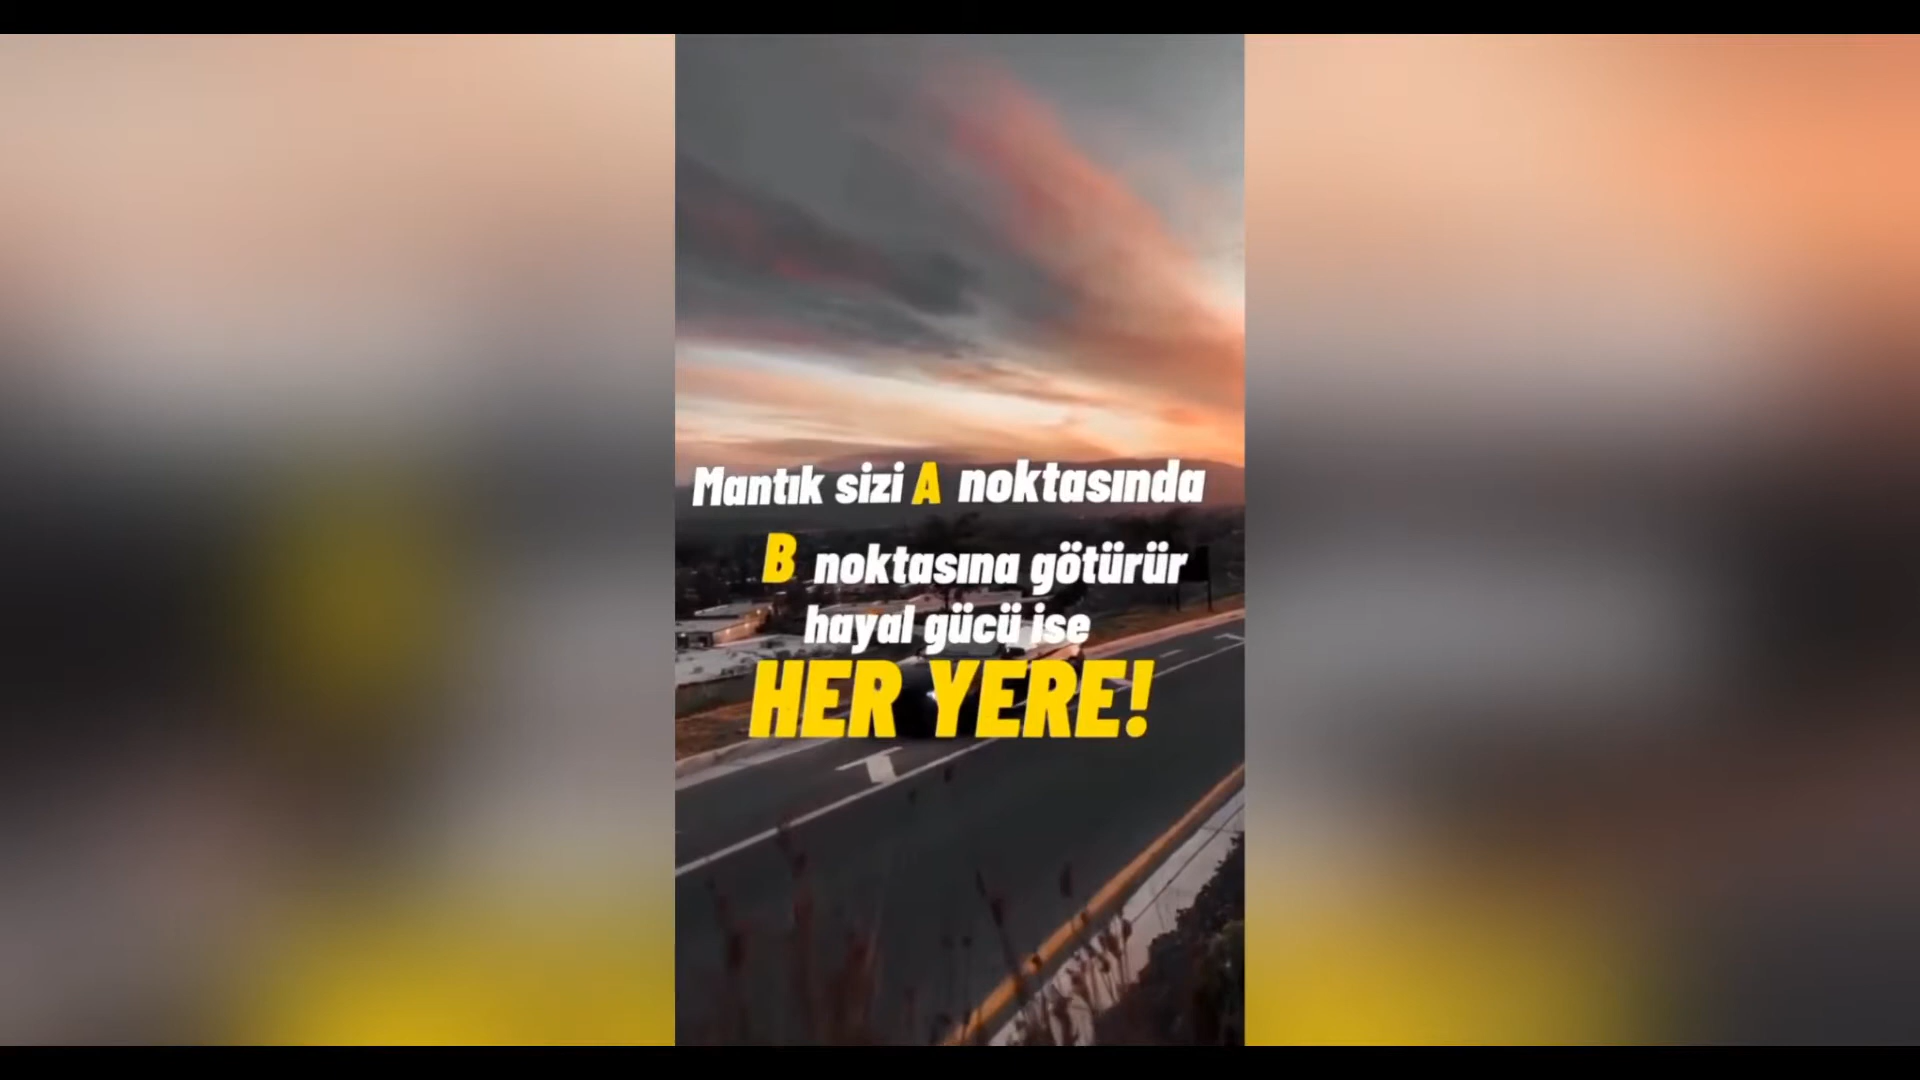 Mantık sizi A noktasında
B noktasına götürür
hayal gücü ise
HER YERE!